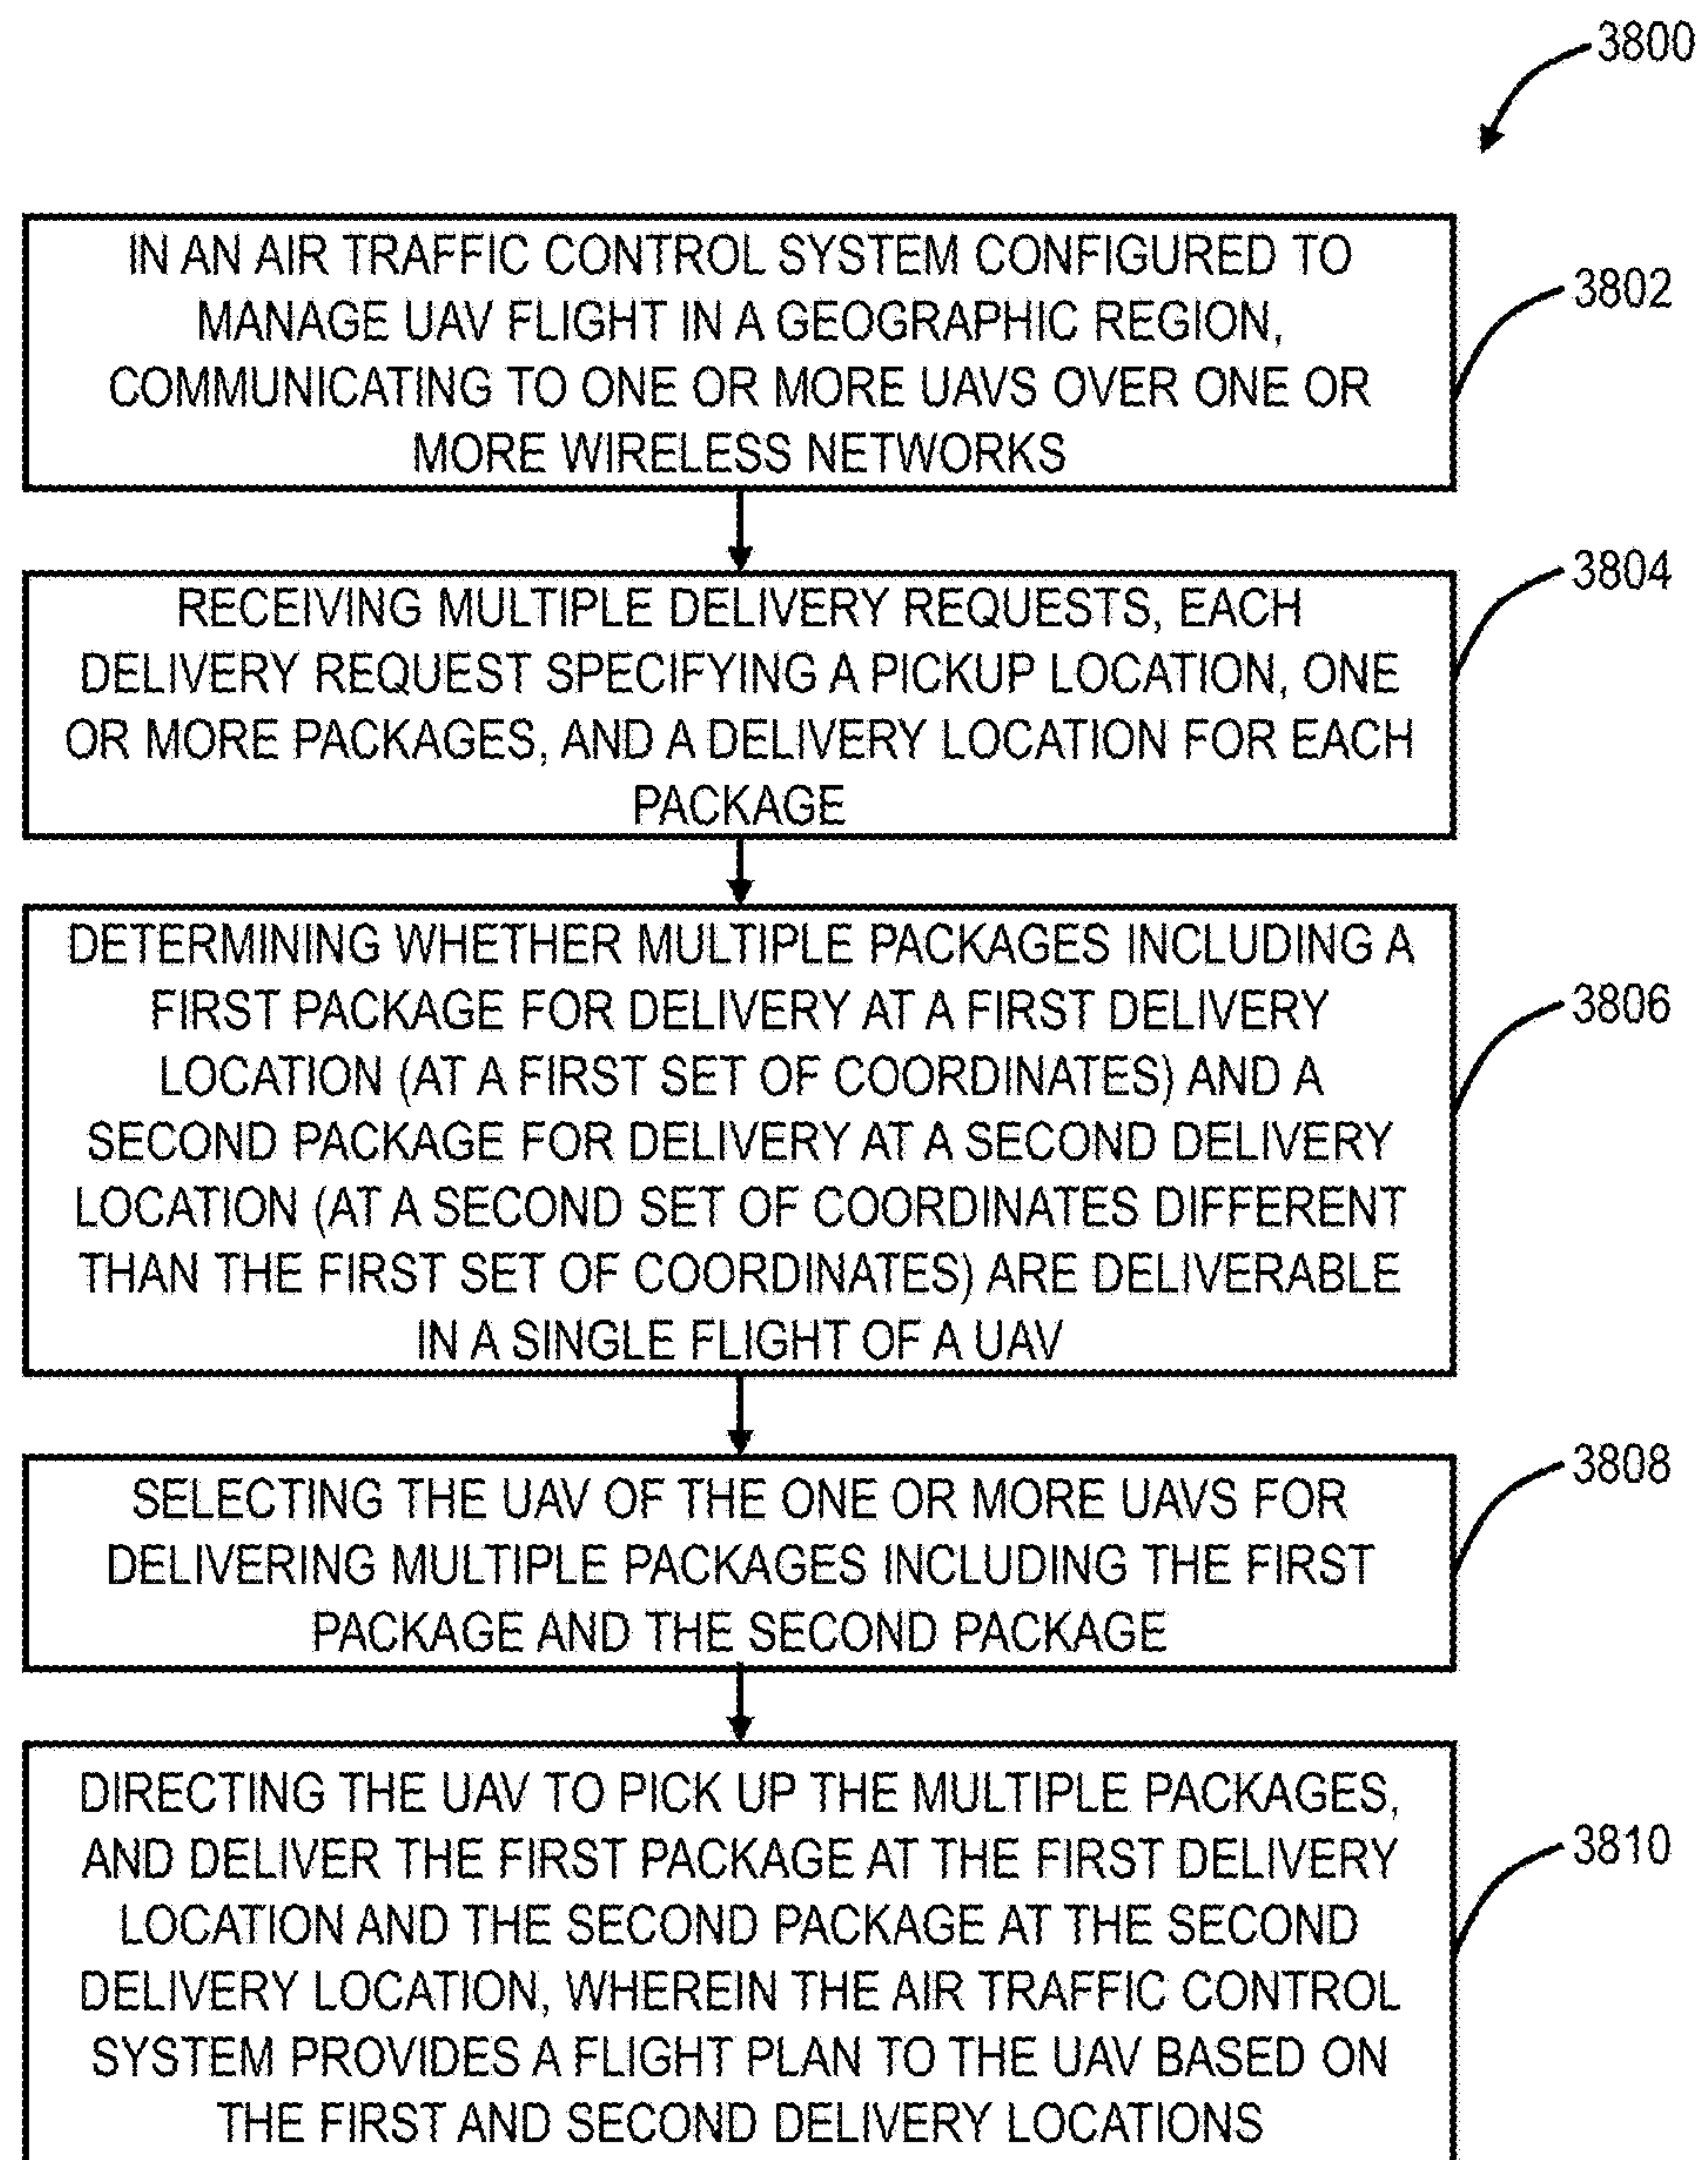 3800
IN AN AIR TRAFFIC CONTROL SYSTEM CONFIGURED TO
MANAGE UAV FLIGHT IN A GEOGRAPHIC REGION,
COMMUNICATING TO ONE OR MORE UAVS OVER ONE OR
MORE WIRELESS NETWORKS
3802
RECEIVING MULTIPLE DELIVERY REQUESTS, EACH
DELIVERY REQUEST SPECIFYING A PICKUP LOCATION, ONE
OR MORE PACKAGES, AND A DELIVERY LOCATION FOR EACH
PACKAGE
3804
DETERMINING WHETHER MULTIPLE PACKAGES INCLUDING A
FIRST PACKAGE FOR DELIVERY AT A FIRST DELIVERY
LOCATION (AT A FIRST SET OF COORDINATES) AND A
SECOND PACKAGE FOR DELIVERY AT A SECOND DELIVERY
LOCATION (AT A SECOND SET OF COORDINATES DIFFERENT
THAN THE FIRST SET OF COORDINATES) ARE DELIVERABLE
IN A SINGLE FLIGHT OF A UAV
3806
SELECTING THE UAV OF THE ONE OR MORE UAVS FOR
DELIVERING MULTIPLE PACKAGES INCLUDING THE FIRST
PACKAGE AND THE SECOND PACKAGE
3808
DIRECTING THE UAV TO PICK UP THE MULTIPLE PACKAGES,
AND DELIVER THE FIRST PACKAGE AT THE FIRST DELIVERY
LOCATION AND THE SECOND PACKAGE AT THE SECOND
DELIVERY LOCATION, WHEREIN THE AIR TRAFFIC CONTROL
SYSTEM PROVIDES A FLIGHT PLAN TO THE UAV BASED ON
THE FIRST AND SECOND DELIVERY LOCATIONS
3810